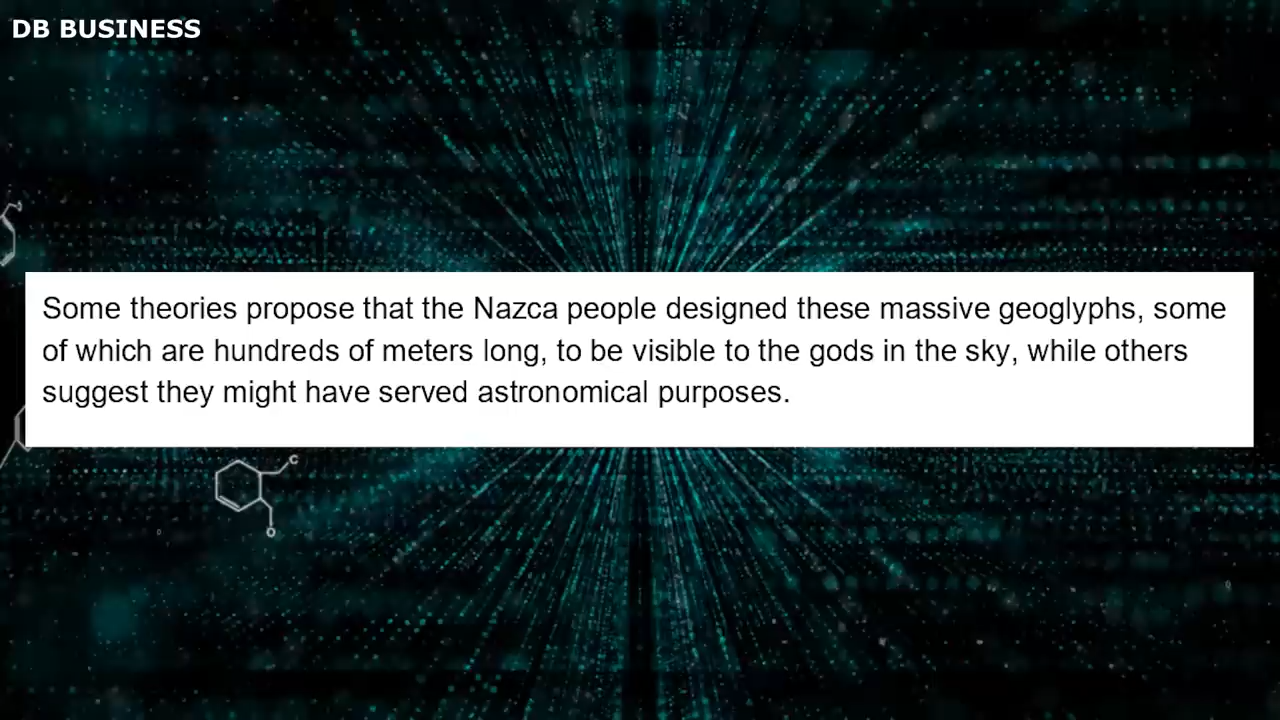 DB BUSINESS
Some theories propose that the Nazca people designed these massive geoglyphs, some
of which are hundreds of meters long, to be visible to the gods in the sky, while others
suggest they might have served astronomical purposes.
C
O